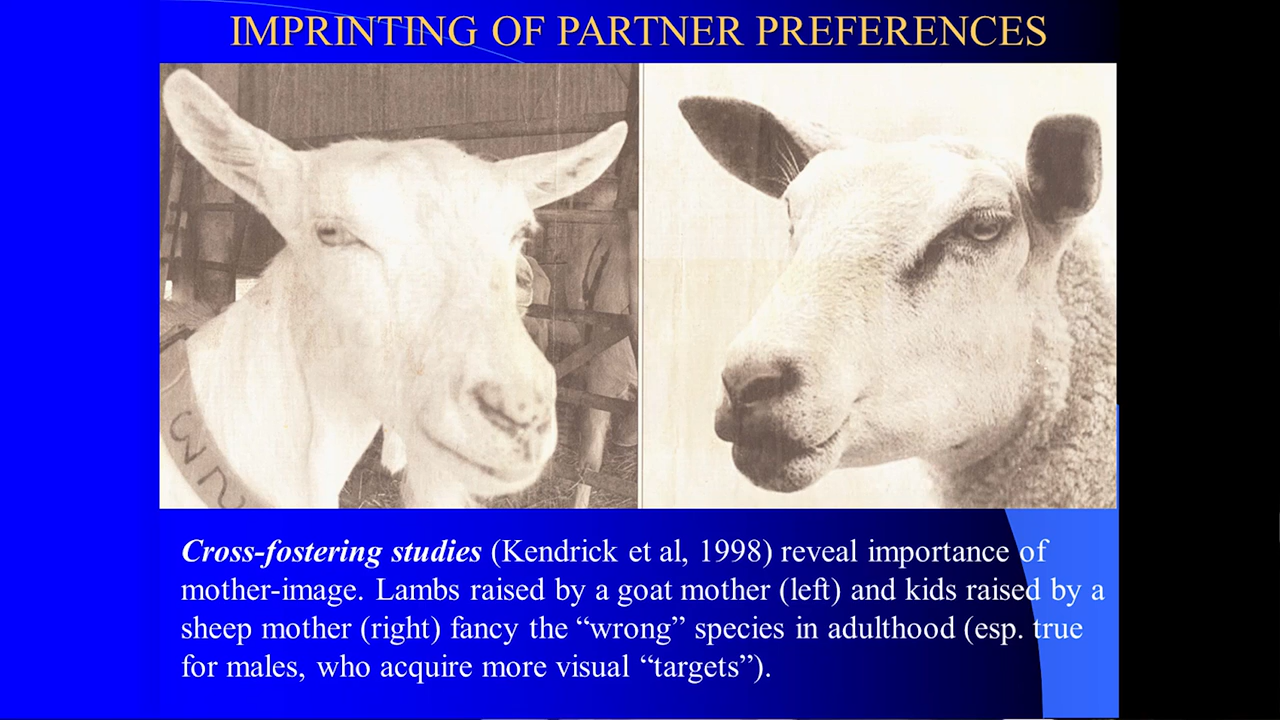 IMPRINTING OF PARTNER PREFERENCES
Cross-fostering studies (Kendrick et al, 1998) reveal importance of
mother-image. Lambs raised by a goat mother (left) and kids raised by a
sheep mother (right) fancy the “wrong” species in adulthood (esp. true
for males, who acquire more visual “targets”).